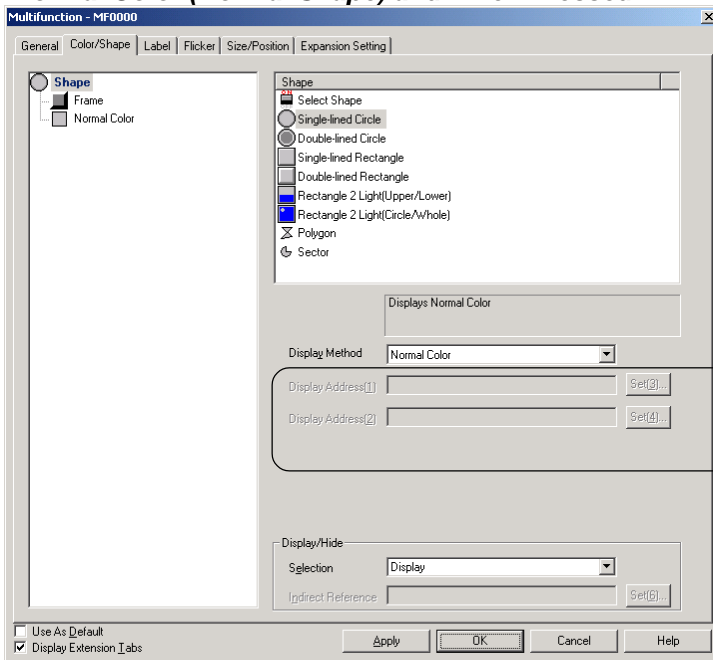 Multifunction - MF0000
General Color/Shape Label Flicker Size/Position Expansion Setting
Shape
Frame
Normal Color
Shape
Select Shape
Single-lined Circle
Double-lined Circle
Single-lined Rectangle
Double-lined Rectangle
Rectangle 2 Light(Upper/Lower)
Rectangle 2 Light(Circle/Whole)
Polygon
Sector
Displays Normal Color
Display Method Normal Color
Display Address[1] Set(3)...
Display Address[2] Set(4)...
Display/Hide
Selection Display
Indirect Reference Set(6)...
Use As Default
Display Extension Tabs
Apply OK Cancel Help